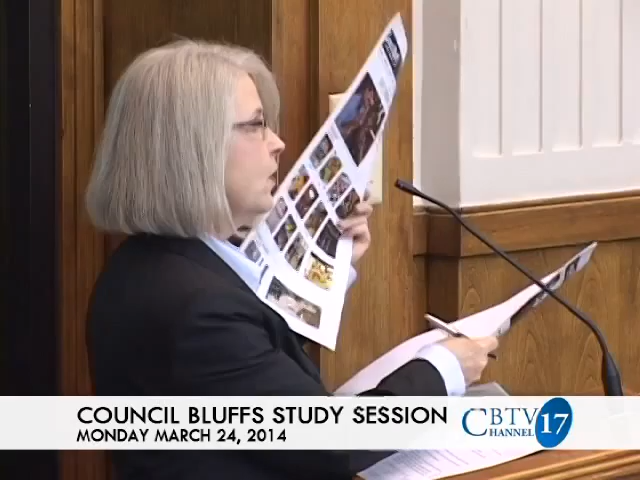 COUNCIL BLUFFS STUDY SESSION
MONDAY MARCH 24, 2014
CBTV 17
CHANNEL